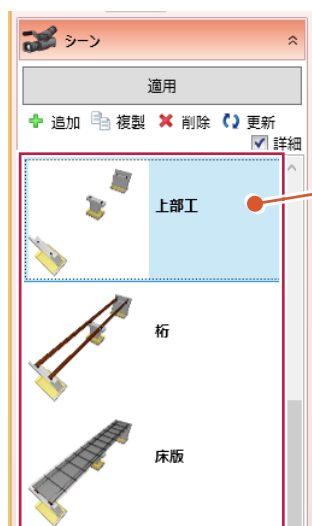 シーン
適用
追加 複製 削除 更新
詳細
上部工
桁
床版